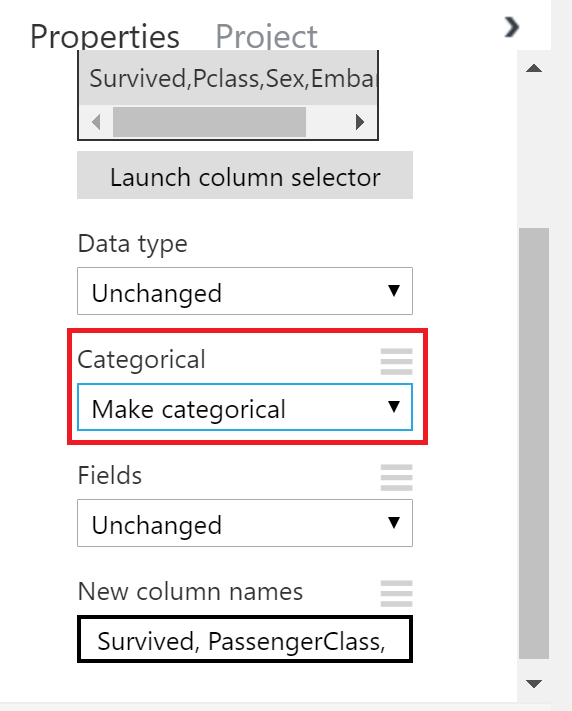 Properties Project
Survived,Pclass,Sex,Embar
Launch column selector
Data type
Unchanged
Categorical
Make categorical
Fields
Unchanged
New column names
Survived, PassengerClass,